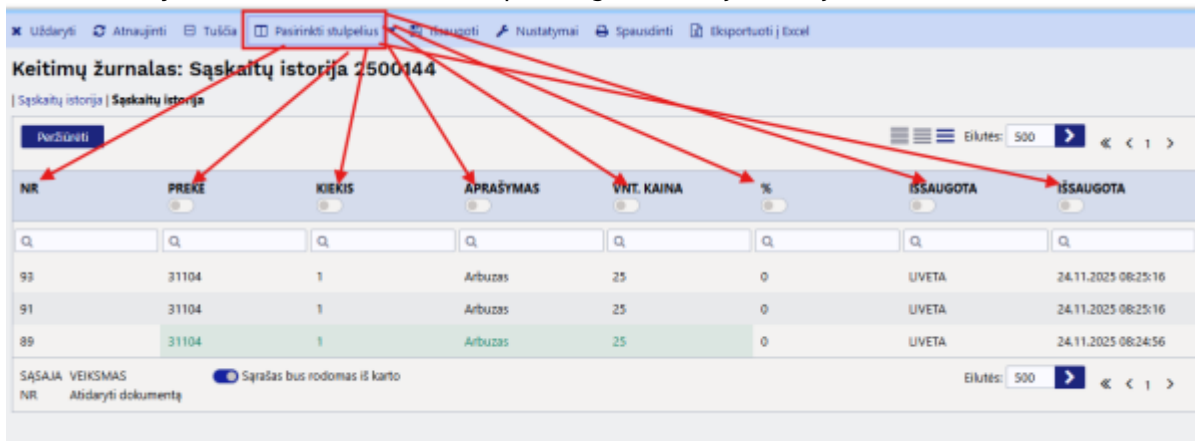 Uždaryti Atnaujinti Tuščia Pasirinkti stulpelius Išsaugoti Nustatymai Spausdinti Eksportuoti į Excel
Keitimų žurnalas: Sąskaitų istorija 2500144
| Sąskaitų istorija | Sąskaitų istorija
Peržiūrėti Eilutės: 500 1
NR PREKĖ KIEKIS APRAŠYMAS VNT. KAINA % IŠSAUGOTA IŠSAUGOTA
93 31104 1 Arbuzas 25 0 LIVETA 24.11.2025 08:25:16
91 31104 1 Arbuzas 25 0 LIVETA 24.11.2025 08:25:16
89 31104 1 Arbuzas 25 0 LIVETA 24.11.2025 08:24:56
SĄSAJA VEIKSMAS Sąrašas bus rodomas iš karto Eilutės: 500 1
NR Atidaryti dokumentą